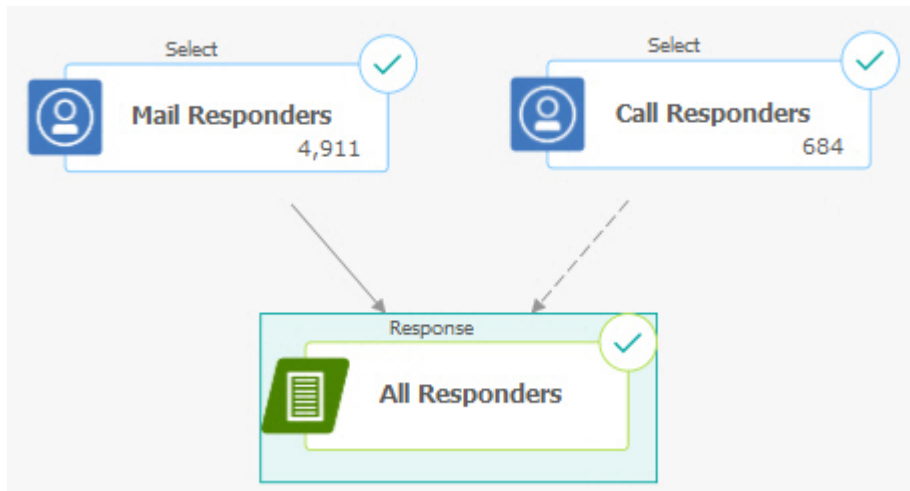 Select
Mail Responders
4,911
Select
Call Responders
684
Response
All Responders